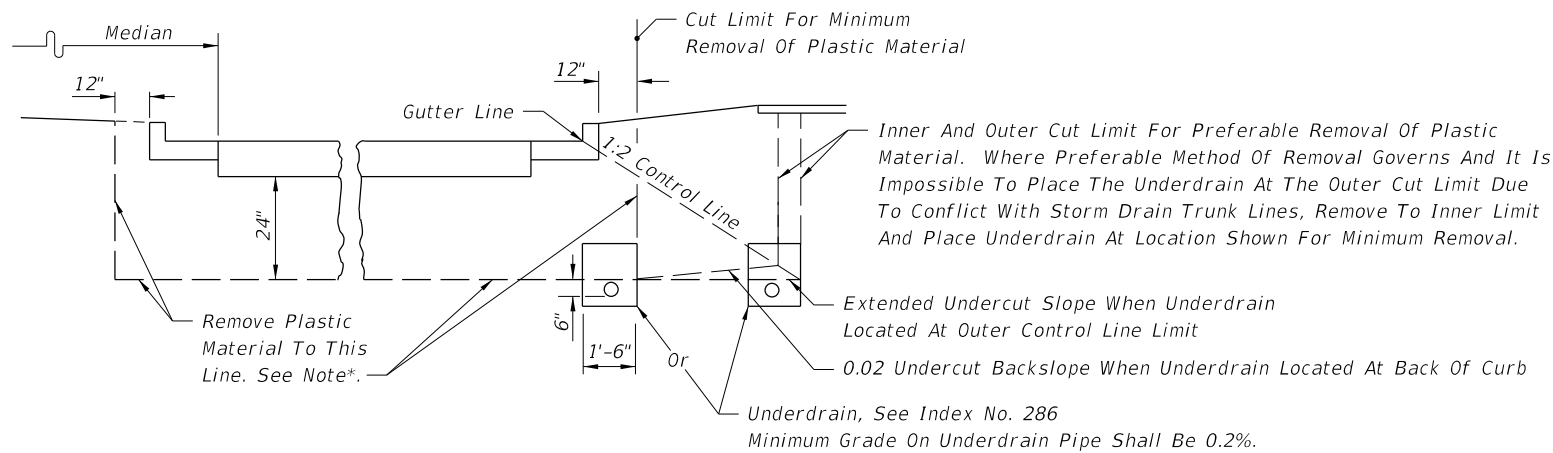 Cut Limit For Minimum
Removal Of Plastic Material
Median
12"
12"
Gutter Line
1:2 Control Line
Inner And Outer Cut Limit For Preferable Removal Of Plastic
Material. Where Preferable Method Of Removal Governs And It Is
Impossible To Place The Underdrain At The Outer Cut Limit Due
To Conflict With Storm Drain Trunk Lines, Remove To Inner Limit
And Place Underdrain At Location Shown For Minimum Removal.
24"
6"
1'-6"
Or
Remove Plastic
Material To This
Line. See Note*.
Extended Undercut Slope When Underdrain
Located At Outer Control Line Limit
0.02 Undercut Backslope When Underdrain Located At Back Of Curb
Underdrain, See Index No. 286
Minimum Grade On Underdrain Pipe Shall Be 0.2%.